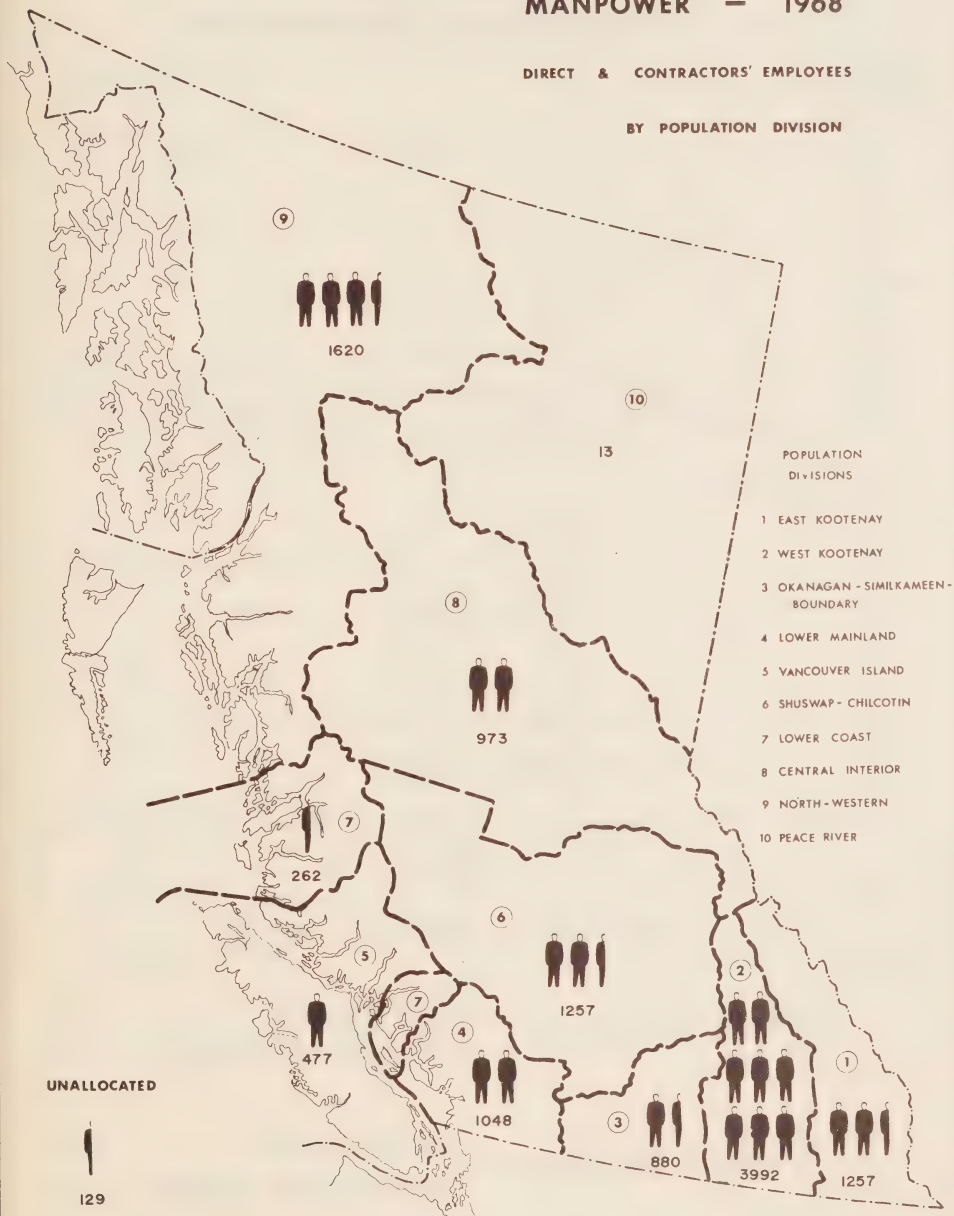 MANPOWER — 1968
DIRECT & CONTRACTORS' EMPLOYEES
BY POPULATION DIVISION
9
1620
10
13
POPULATION
DIVISIONS
1 EAST KOOTENAY
2 WEST KOOTENAY
3 OKANAGAN - SIMILKAMEEN -
BOUNDARY
4 LOWER MAINLAND
5 VANCOUVER ISLAND
6 SHUSWAP - CHILCOTIN
7 LOWER COAST
8 CENTRAL INTERIOR
9 NORTH - WESTERN
10 PEACE RIVER
8
973
7
262
6
1257
5
477
7
4
1048
3
880
2
3992
1
1257
UNALLOCATED
129